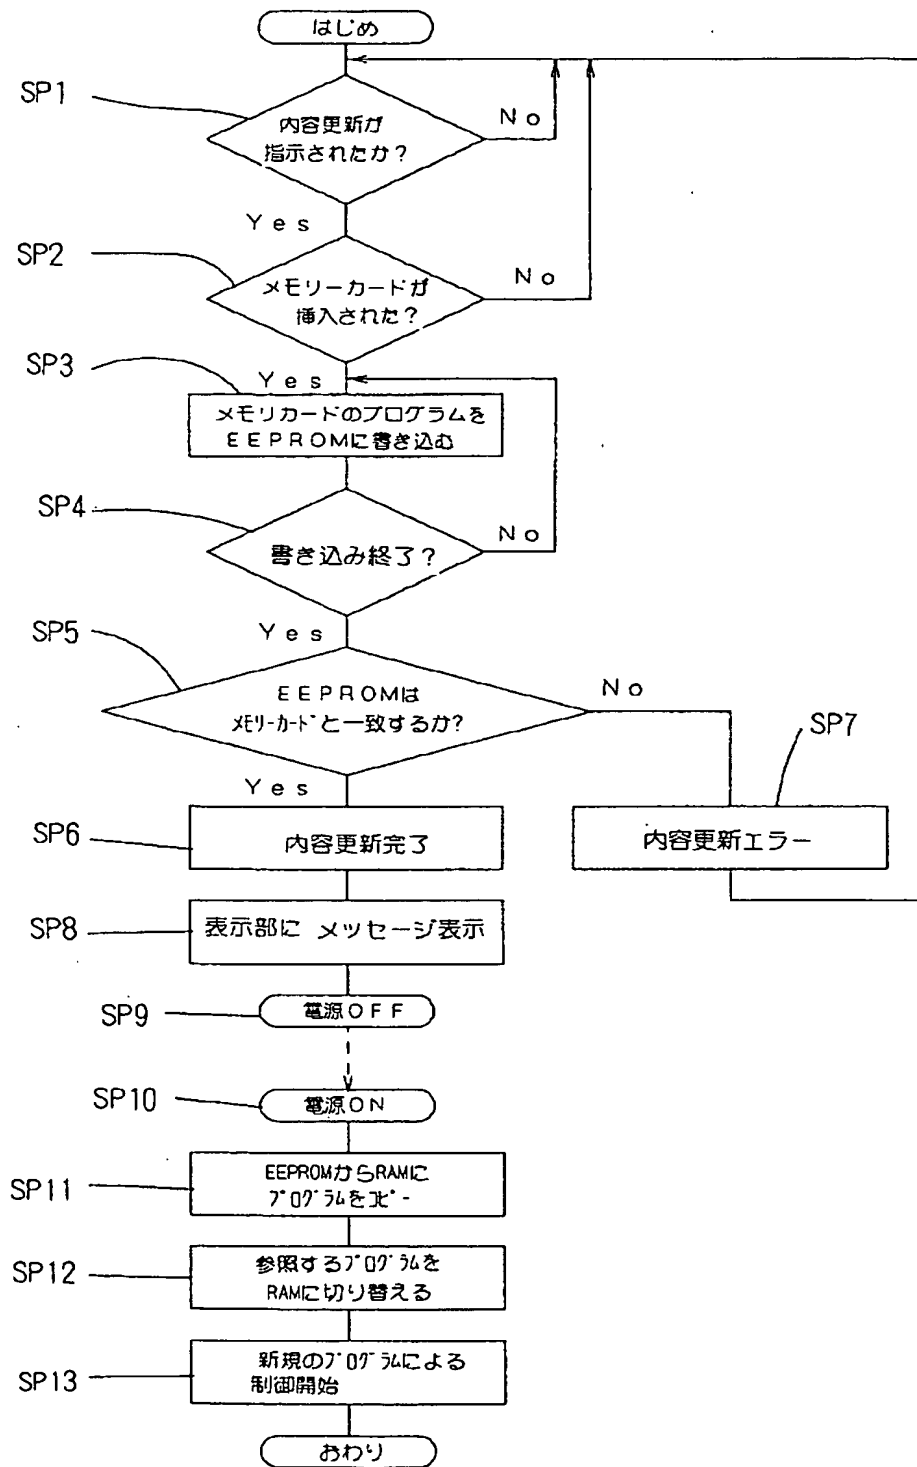 はじめ
SP1
内容更新が
指示されたか?
No
Yes
SP2
メモリーカードが
挿入された?
No
SP3
Yes
メモリカードのプログラムを
EEPROMに書き込む
SP4
書き込み終了?
No
SP5
Yes
EEPROMは
ﾒﾓﾘｰｶｰﾄﾞと一致するか?
No
SP7
Yes
SP6
内容更新完了
内容更新エラー
SP8
表示部に メッセージ表示
SP9
電源OFF
SP10
電源ON
SP11
EEPROMからRAMに
ﾌﾟﾛｸﾞﾗﾑをｺﾋﾟｰ
SP12
参照するﾌﾟﾛｸﾞﾗﾑを
RAMに切り替える
SP13
新規のﾌﾟﾛｸﾞﾗﾑによる
制御開始
おわり